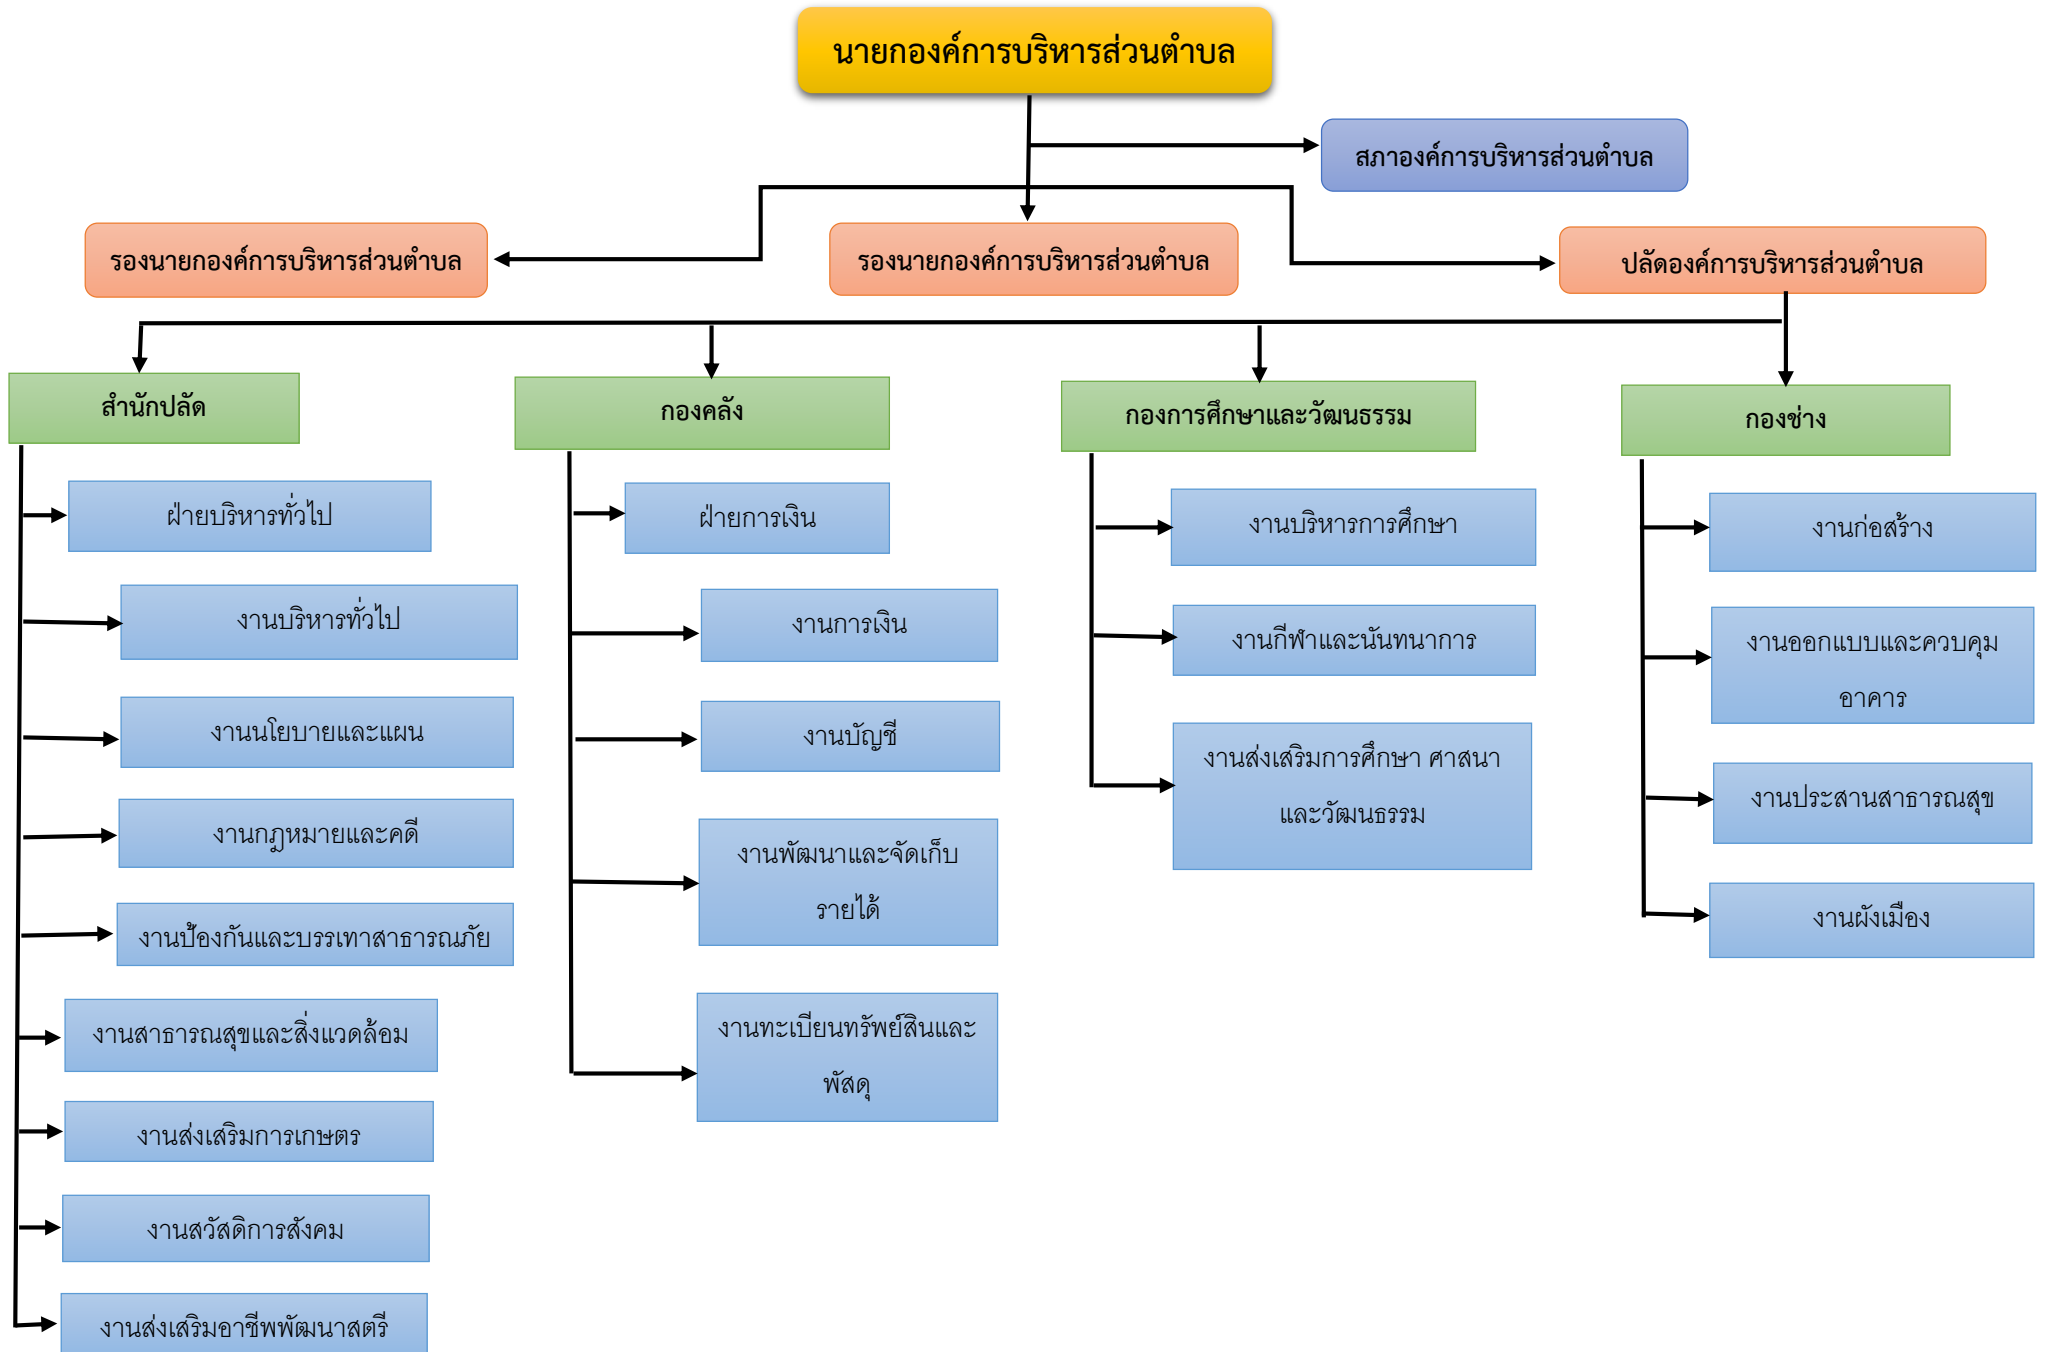 นายกองค์การบริหารส่วนตำบล
สภาองค์การบริหารส่วนตำบล
รองนายกองค์การบริหารส่วนตำบล
รองนายกองค์การบริหารส่วนตำบล
ปลัดองค์การบริหารส่วนตำบล
สำนักปลัด
ฝ่ายบริหารทั่วไป
งานบริหารทั่วไป
งานนโยบายและแผน
งานกฎหมายและคดี
งานป้องกันและบรรเทาสาธารณภัย
งานสาธารณสุขและสิ่งแวดล้อม
งานส่งเสริมการเกษตร
งานสวัสดิการสังคม
งานส่งเสริมอาชีพพัฒนาสตรี
กองคลัง
ฝ่ายการเงิน
งานการเงิน
งานบัญชี
งานพัฒนาและจัดเก็บ
รายได้
งานทะเบียนทรัพย์สินและ
พัสดุ
กองการศึกษาและวัฒนธรรม
งานบริหารการศึกษา
งานกีฬาและนันทนาการ
งานส่งเสริมการศึกษา ศาสนา
และวัฒนธรรม
กองช่าง
งานก่อสร้าง
งานออกแบบและควบคุม
อาคาร
งานประสานสาธารณสุข
งานผังเมือง